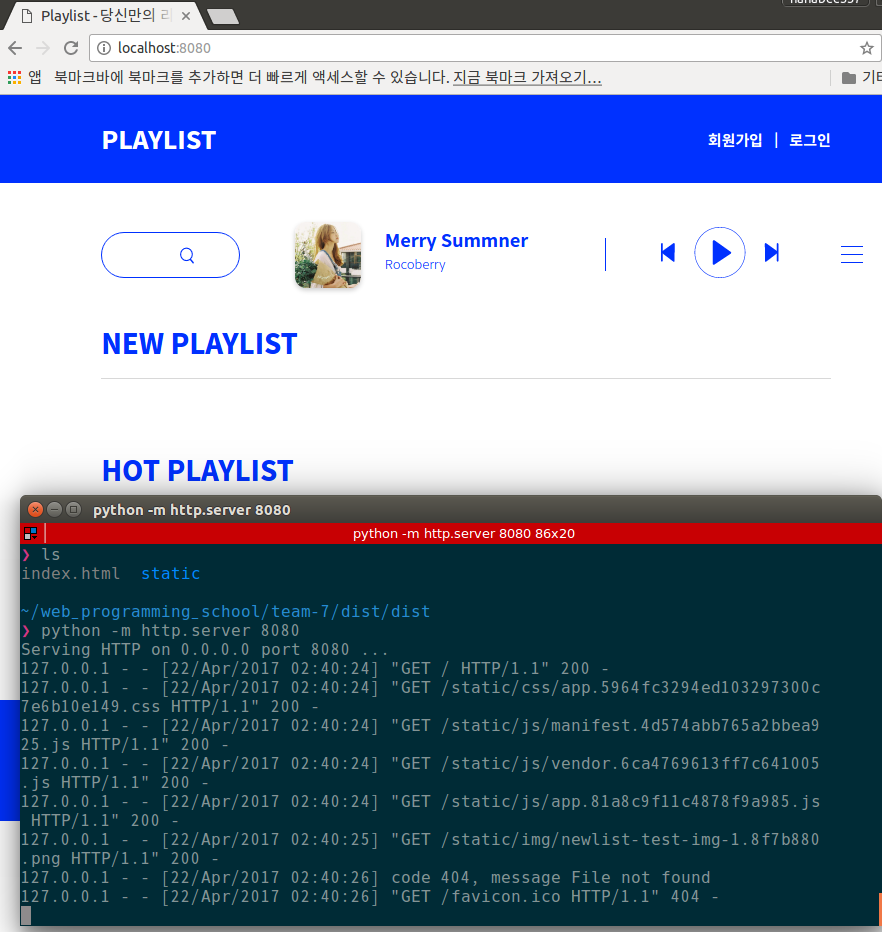 Playlist - 당신만의 리
localhost:8080
앱 북마크바에 북마크를 추가하면 더 빠르게 액세스할 수 있습니다. 지금 북마크 가져오기...
PLAYLIST
회원가입 | 로그인
Merry Summner
Rocoberry
NEW PLAYLIST
HOT PLAYLIST
python -m http.server 8080
python -m http.server 8080 86x20
❯ ls
index.html static
~/web_programming_school/team-7/dist/dist
❯ python -m http.server 8080
Serving HTTP on 0.0.0.0 port 8080 ...
127.0.0.1 - - [22/Apr/2017 02:40:24] "GET / HTTP/1.1" 200 -
127.0.0.1 - - [22/Apr/2017 02:40:24] "GET /static/css/app.5964fc3294ed103297300c
7e6b10e149.css HTTP/1.1" 200 -
127.0.0.1 - - [22/Apr/2017 02:40:24] "GET /static/js/manifest.4d574abb765a2bbea9
25.js HTTP/1.1" 200 -
127.0.0.1 - - [22/Apr/2017 02:40:24] "GET /static/js/vendor.6ca4769613ff7c641005
.js HTTP/1.1" 200 -
127.0.0.1 - - [22/Apr/2017 02:40:24] "GET /static/js/app.81a8c9f11c4878f9a985.js
HTTP/1.1" 200 -
127.0.0.1 - - [22/Apr/2017 02:40:25] "GET /static/img/newlist-test-img-1.8f7b880
.png HTTP/1.1" 200 -
127.0.0.1 - - [22/Apr/2017 02:40:26] code 404, message File not found
127.0.0.1 - - [22/Apr/2017 02:40:26] "GET /favicon.ico HTTP/1.1" 404 -